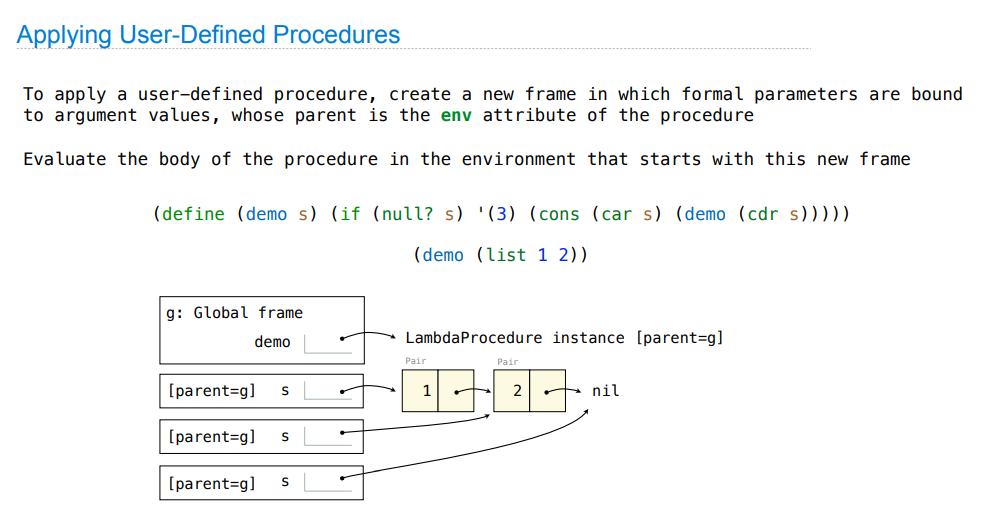 Applying User-Defined Procedures
To apply a user-defined procedure, create a new frame in which formal parameters are bound
to argument values, whose parent is the env attribute of the procedure
Evaluate the body of the procedure in the environment that starts with this new frame
(define (demo s) (if (null? s) '(3) (cons (car s) (demo (cdr s)))))
(demo (list 1 2))
g: Global frame
demo
LambdaProcedure instance [parent=g]
Pair
Pair
[parent=g] s
1
2
nil
[parent=g] s
[parent=g] s